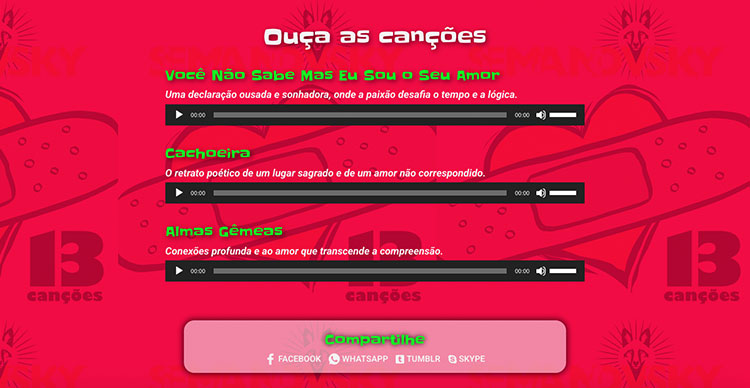 Ouça as canções
Você Não Sabe Mas Eu Sou o Seu Amor
Uma declaração ousada e sonhadora, onde a paixão desafia o tempo e a lógica.
00:00 00:00
Cachoeira
O retrato poético de um lugar sagrado e de um amor não correspondido.
00:00 00:00
Almas Gêmeas
Conexões profunda e ao amor que transcende a compreensão.
00:00 00:00
13 13 13
canções canções canções
Compartilhe
FACEBOOK WHATSAPP TUMBLR SKYPE